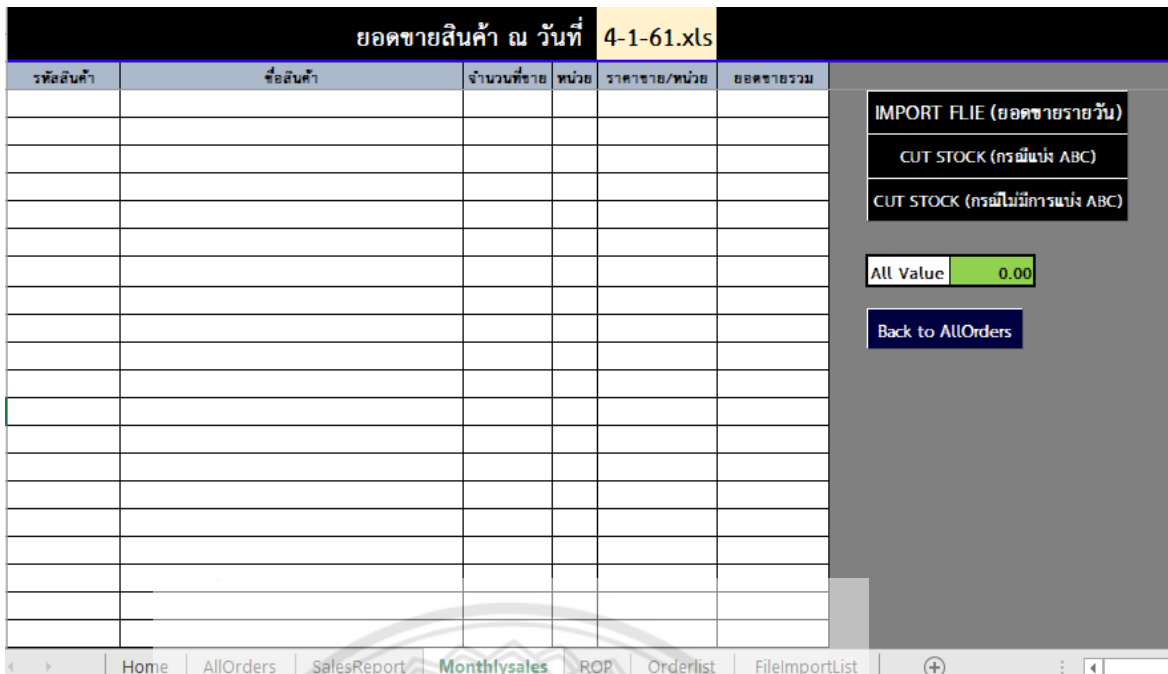 ยอดขายสินค้า ณ วันที่ 4-1-61.xls
รหัสสินค้า ชื่อสินค้า จำนวนที่ขาย หน่วย ราคาขาย/หน่วย ยอดขายรวม
IMPORT FLIE (ยอดขายรายวัน)
CUT STOCK (กรณีแบ่ง ABC)
CUT STOCK (กรณีไม่มีการแบ่ง ABC)
All Value 0.00
Back to AllOrders
Home AllOrders SalesReport Monthlysales ROP Orderlist FileImportList